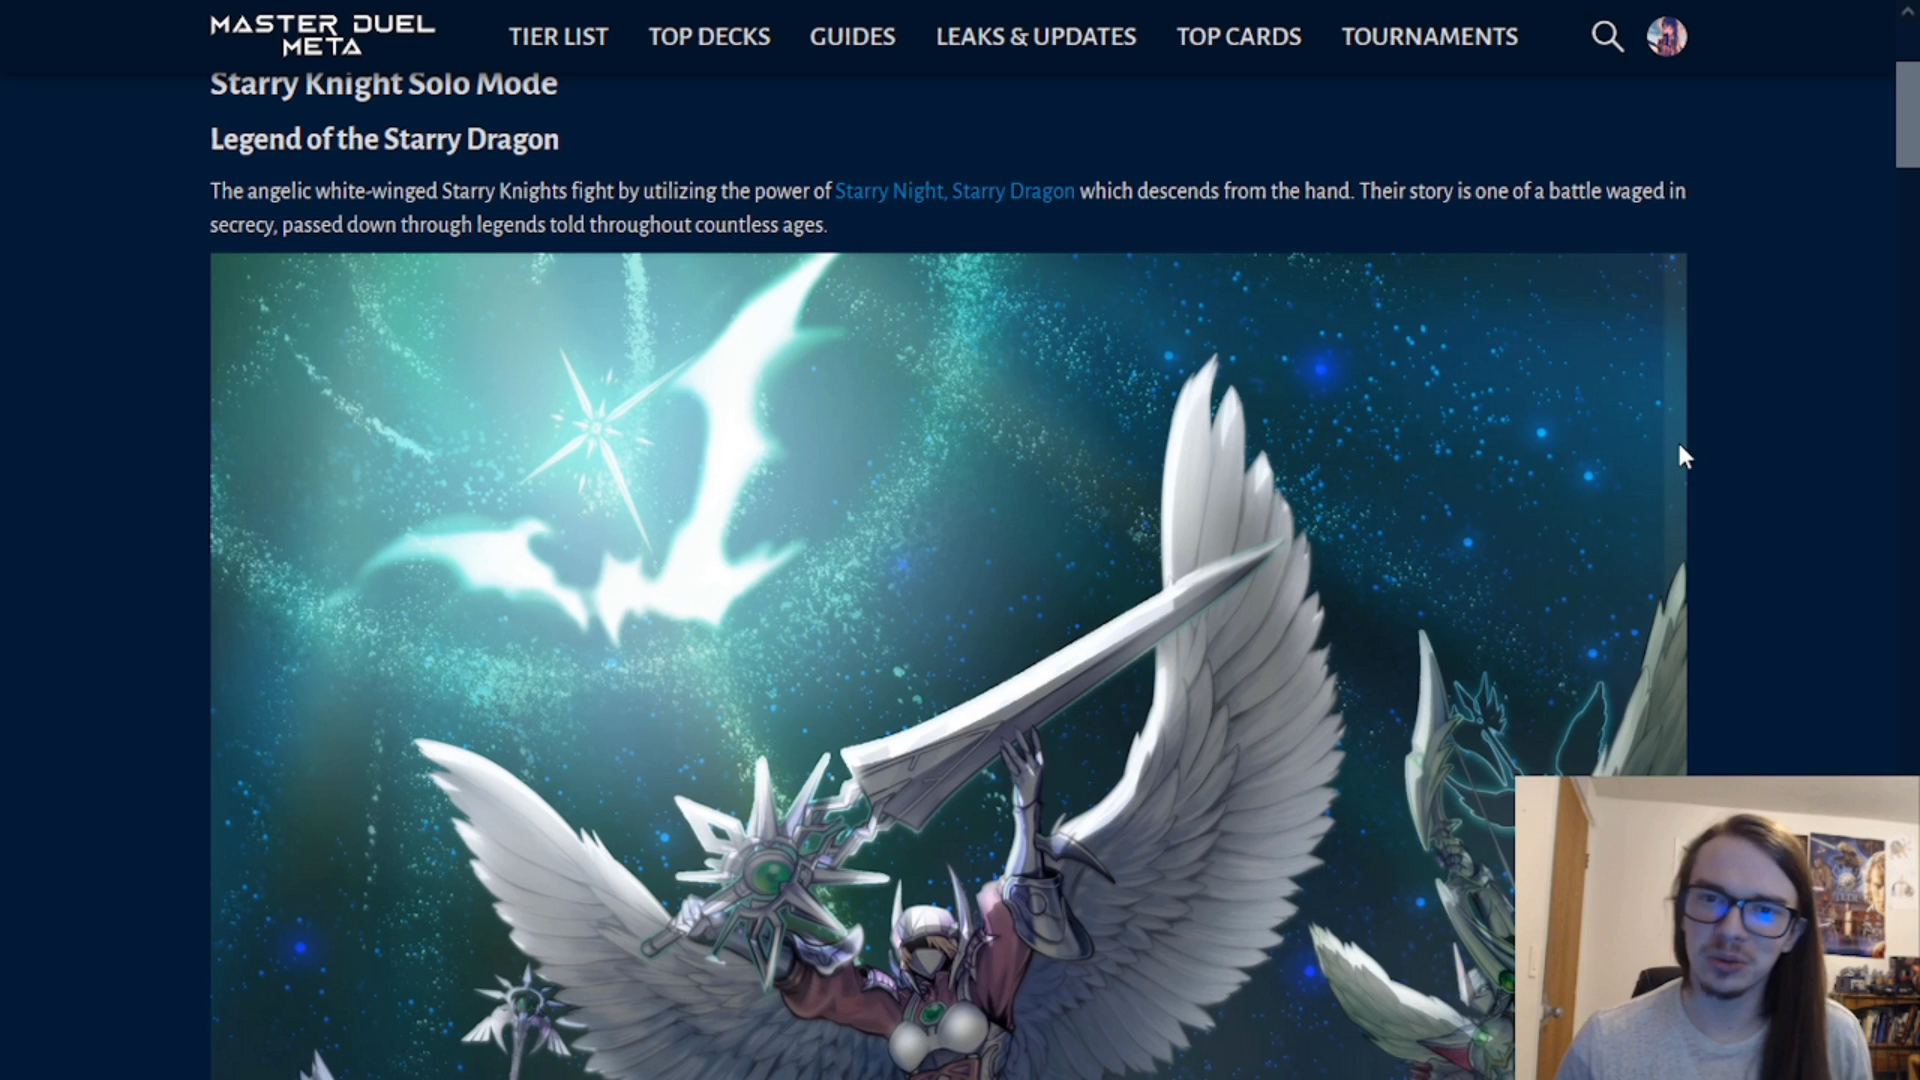 MASTER DUEL
META
TIER LIST
TOP DECKS
GUIDES
LEAKS & UPDATES
TOP CARDS
TOURNAMENTS
Starry Knight Solo Mode
Legend of the Starry Dragon
The angelic white-winged Starry Knights fight by utilizing the power of Starry Night, Starry Dragon which descends from the hand. Their story is one of a battle waged in
secrecy, passed down through legends told throughout countless ages.